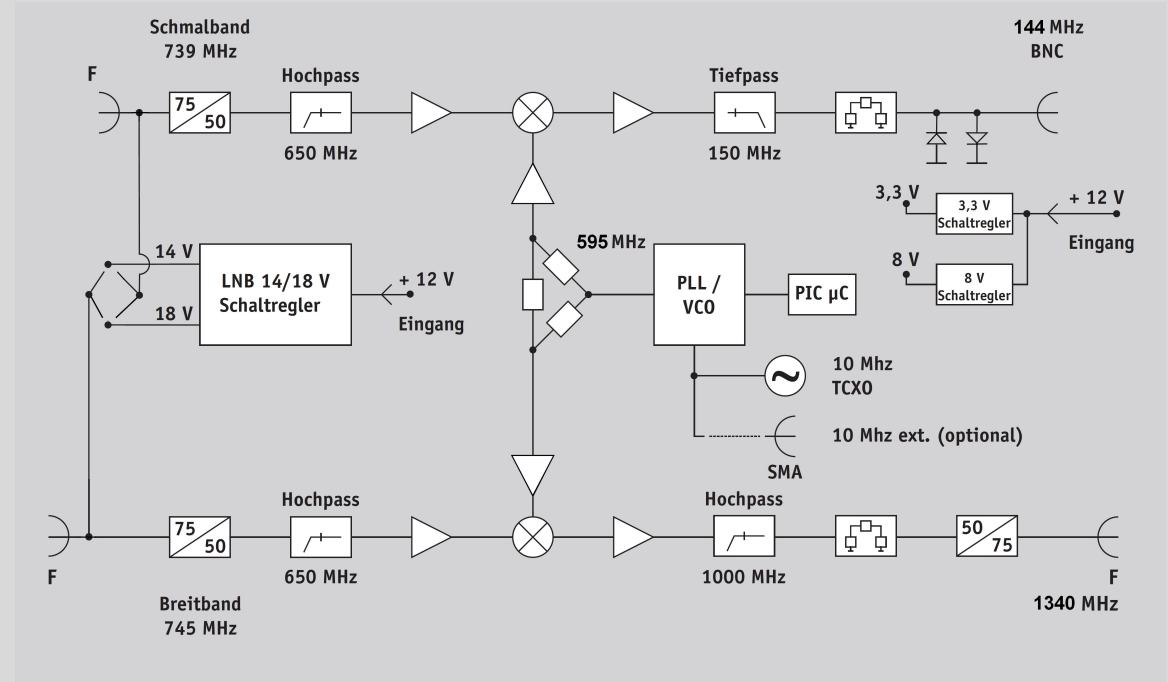 Schmalband
739 MHz
144 MHz
BNC
F
Hochpass
Tiefpass
75
50
650 MHz
150 MHz
3,3 V
3,3 V
Schaltregler
+ 12 V
Eingang
8 V
8 V
Schaltregler
595 MHz
14 V
LNB 14/18 V
Schaltregler
18 V
+ 12 V
Eingang
PLL /
VCO
PIC µC
10 Mhz
TCXO
10 Mhz ext. (optional)
SMA
Hochpass
Hochpass
75
50
50
75
F
650 MHz
1000 MHz
F
Breitband
745 MHz
1340 MHz